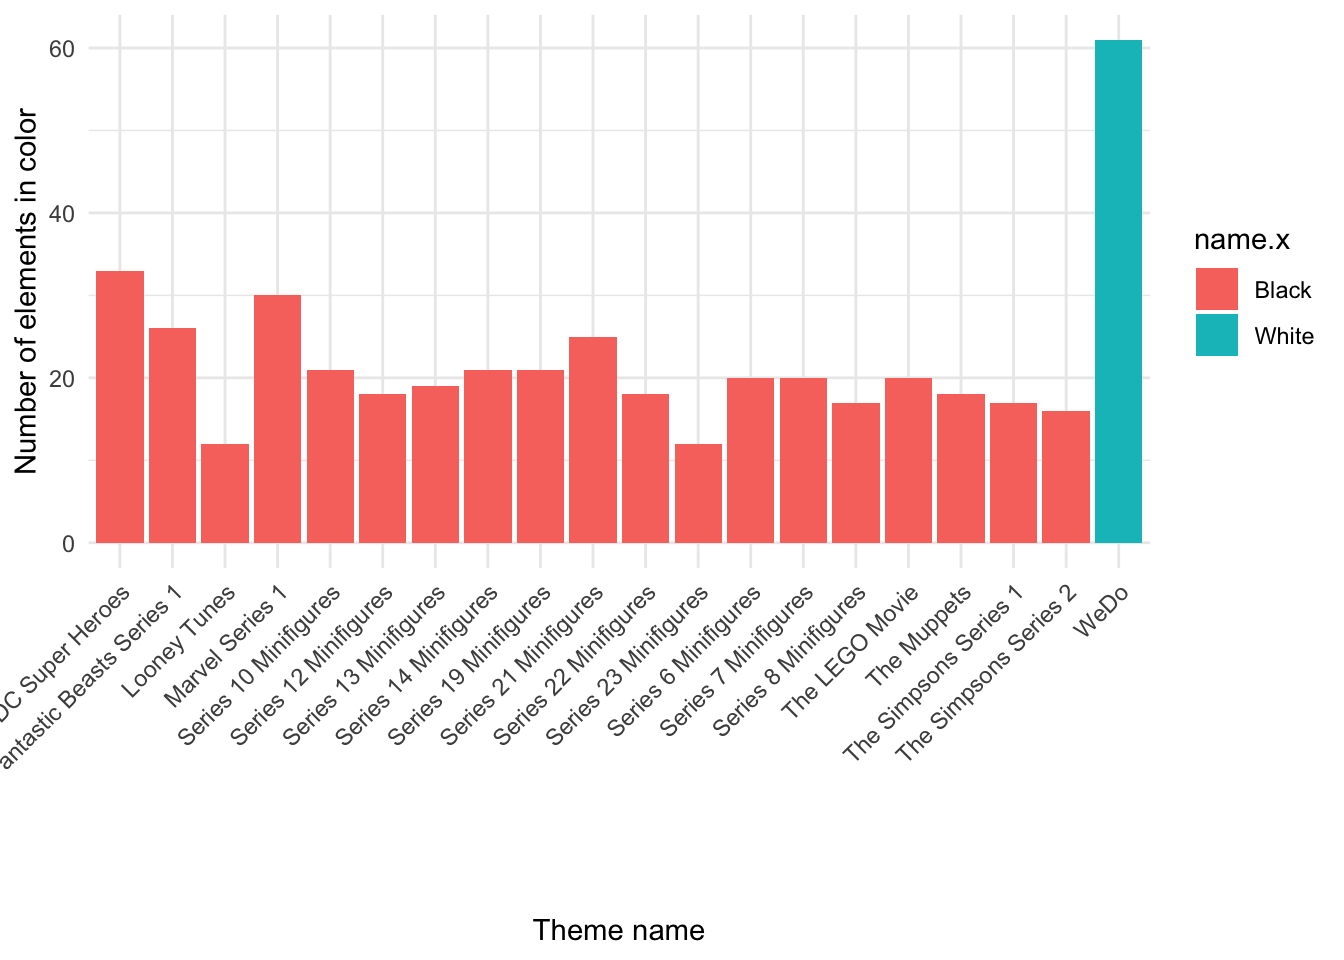 Number of elements in color
60
40
20
0
DC Super Heroes
antastic Beasts Series 1
Looney Tunes
Marvel Series 1
Series 10 Minifigures
Series 12 Minifigures
Series 13 Minifigures
Series 14 Minifigures
Series 19 Minifigures
Series 21 Minifigures
Series 22 Minifigures
Series 23 Minifigures
Series 6 Minifigures
Series 7 Minifigures
Series 8 Minifigures
The LEGO Movie
The Muppets
The Simpsons Series 1
The Simpsons Series 2
WeDo
Theme name
name.x
Black
White